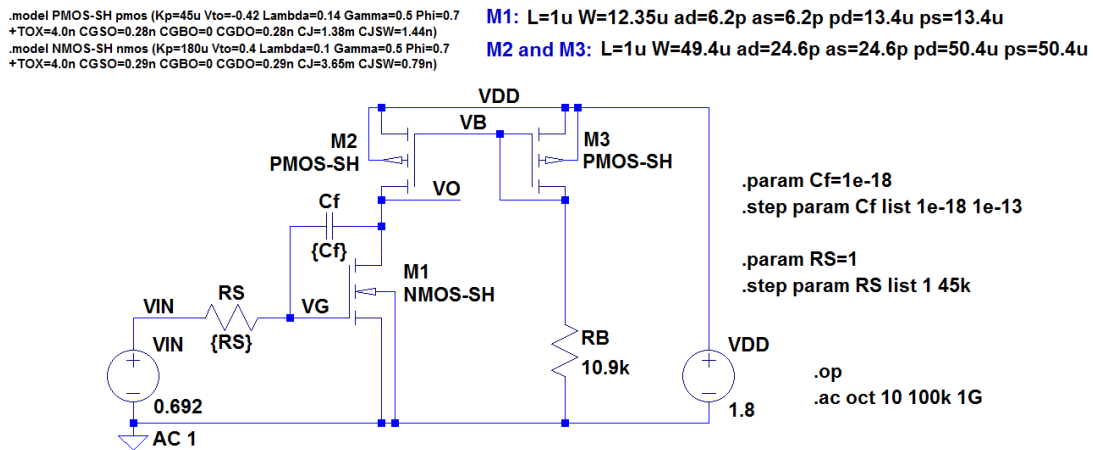 .model PMOS-SH pmos (Kp=45u Vto=-0.42 Lambda=0.14 Gamma=0.5 Phi=0.7
+TOX=4.0n CGSO=0.28n CGBO=0 CGDO=0.28n CJ=1.38m CJSW=1.44n)
.model NMOS-SH nmos (Kp=180u Vto=0.4 Lambda=0.1 Gamma=0.5 Phi=0.7
+TOX=4.0n CGSO=0.29n CGBO=0 CGDO=0.29n CJ=3.65m CJSW=0.79n)
M1: L=1u W=12.35u ad=6.2p as=6.2p pd=13.4u ps=13.4u
M2 and M3: L=1u W=49.4u ad=24.6p as=24.6p pd=50.4u ps=50.4u
VDD
VB
M2
PMOS-SH
M3
PMOS-SH
VO
Cf
{Cf}
M1
NMOS-SH
VIN
RS
{RS}
VG
VIN
0.692
AC 1
RB
10.9k
VDD
1.8
.param Cf=1e-18
.step param Cf list 1e-18 1e-13
.param RS=1
.step param RS list 1 45k
.op
.ac oct 10 100k 1G